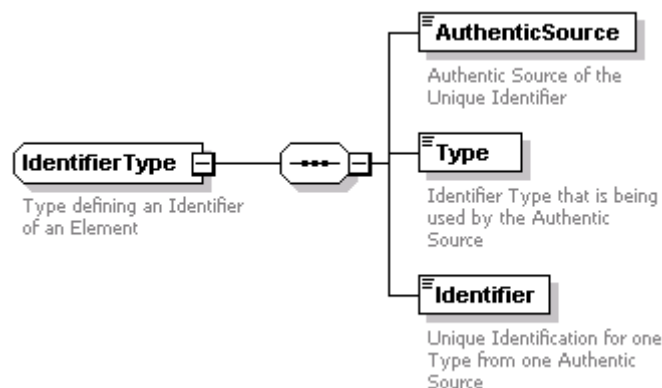 AuthenticSource
Authentic Source of the
Unique Identifier
IdentifierType
Type defining an Identifier
of an Element
Type
Identifier Type that is being
used by the Authentic
Source
Identifier
Unique Identification for one
Type from one Authentic
Source